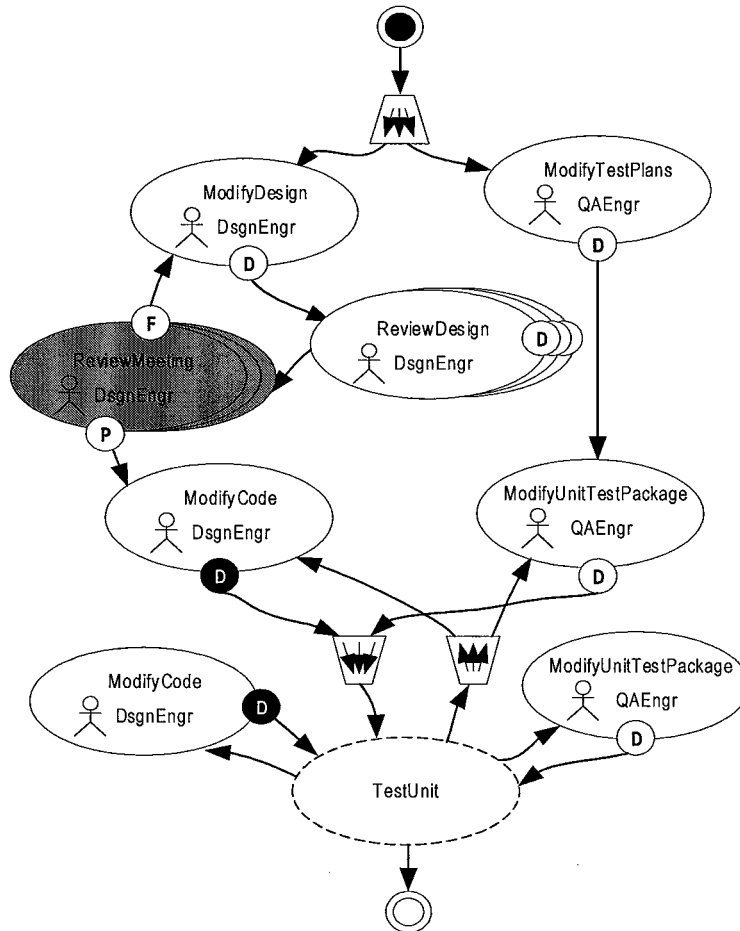 ModifyDesign
DsgnEngr
D
ModifyTestPlans
QAEngr
D
F
ReviewMeeting
DsgnEngr
P
ReviewDesign
DsgnEngr
D
ModifyCode
DsgnEngr
D
ModifyUnitTestPackage
QAEngr
D
ModifyCode
DsgnEngr
D
ModifyUnitTestPackage
QAEngr
D
TestUnit